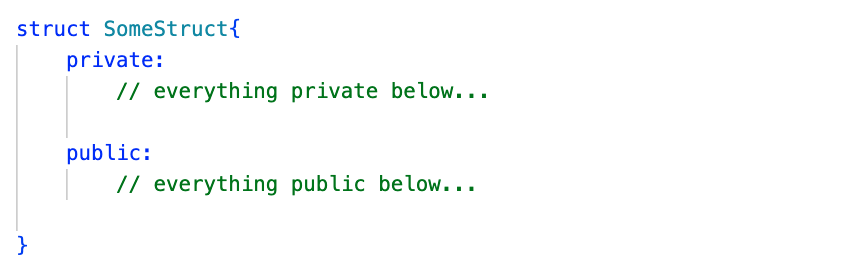 struct SomeStruct{
private:
// everything private below...
public:
// everything public below...
}